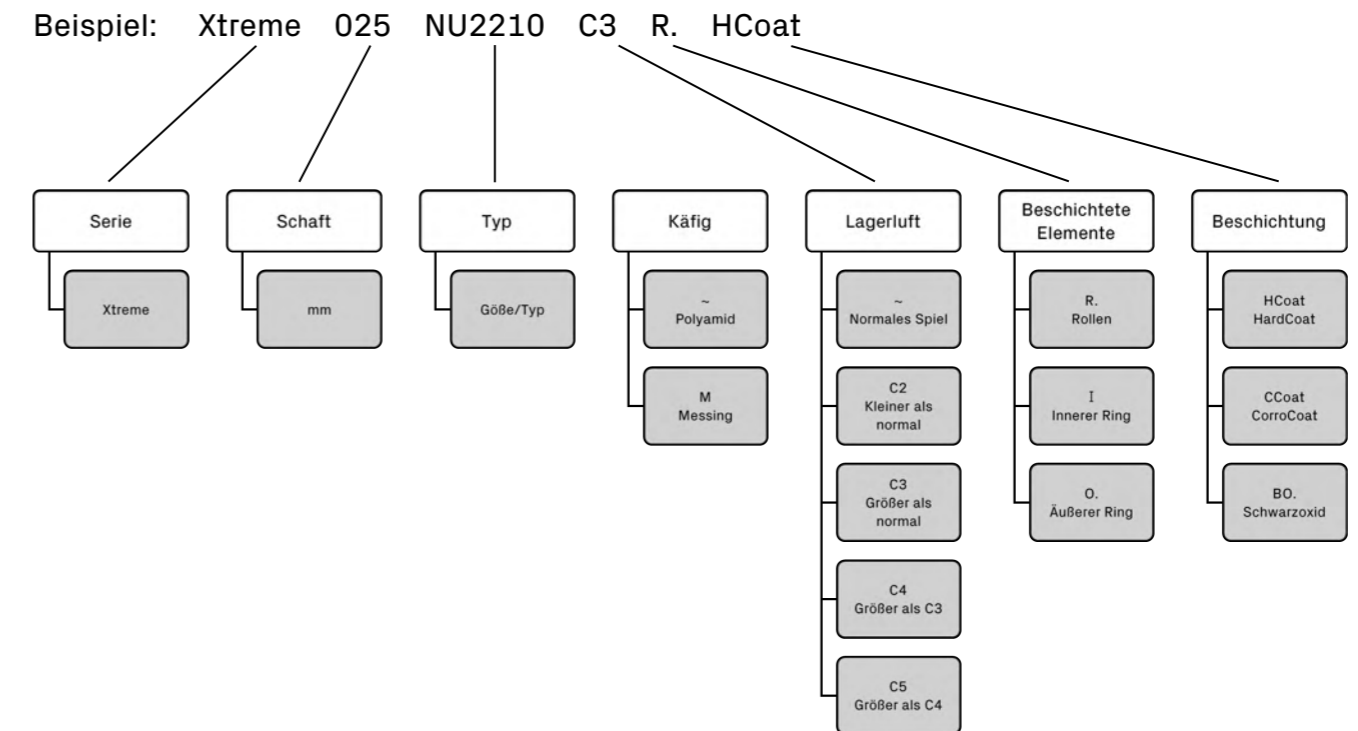 Beispiel: Xtreme 025 NU2210 C3 R. HCoat
Serie
Xtreme
Schaft
mm
Typ
Göße/Typ
Käfig
~
Polyamid
M
Messing
Lagerluft
~
Normales Spiel
C2
Kleiner als
normal
C3
Größer als
normal
C4
Größer als C3
C5
Größer als C4
Beschichtete
Elemente
R.
Rollen
I
Innerer Ring
O.
Äußerer Ring
Beschichtung
HCoat
HardCoat
CCoat
CorroCoat
BO.
Schwarzoxid